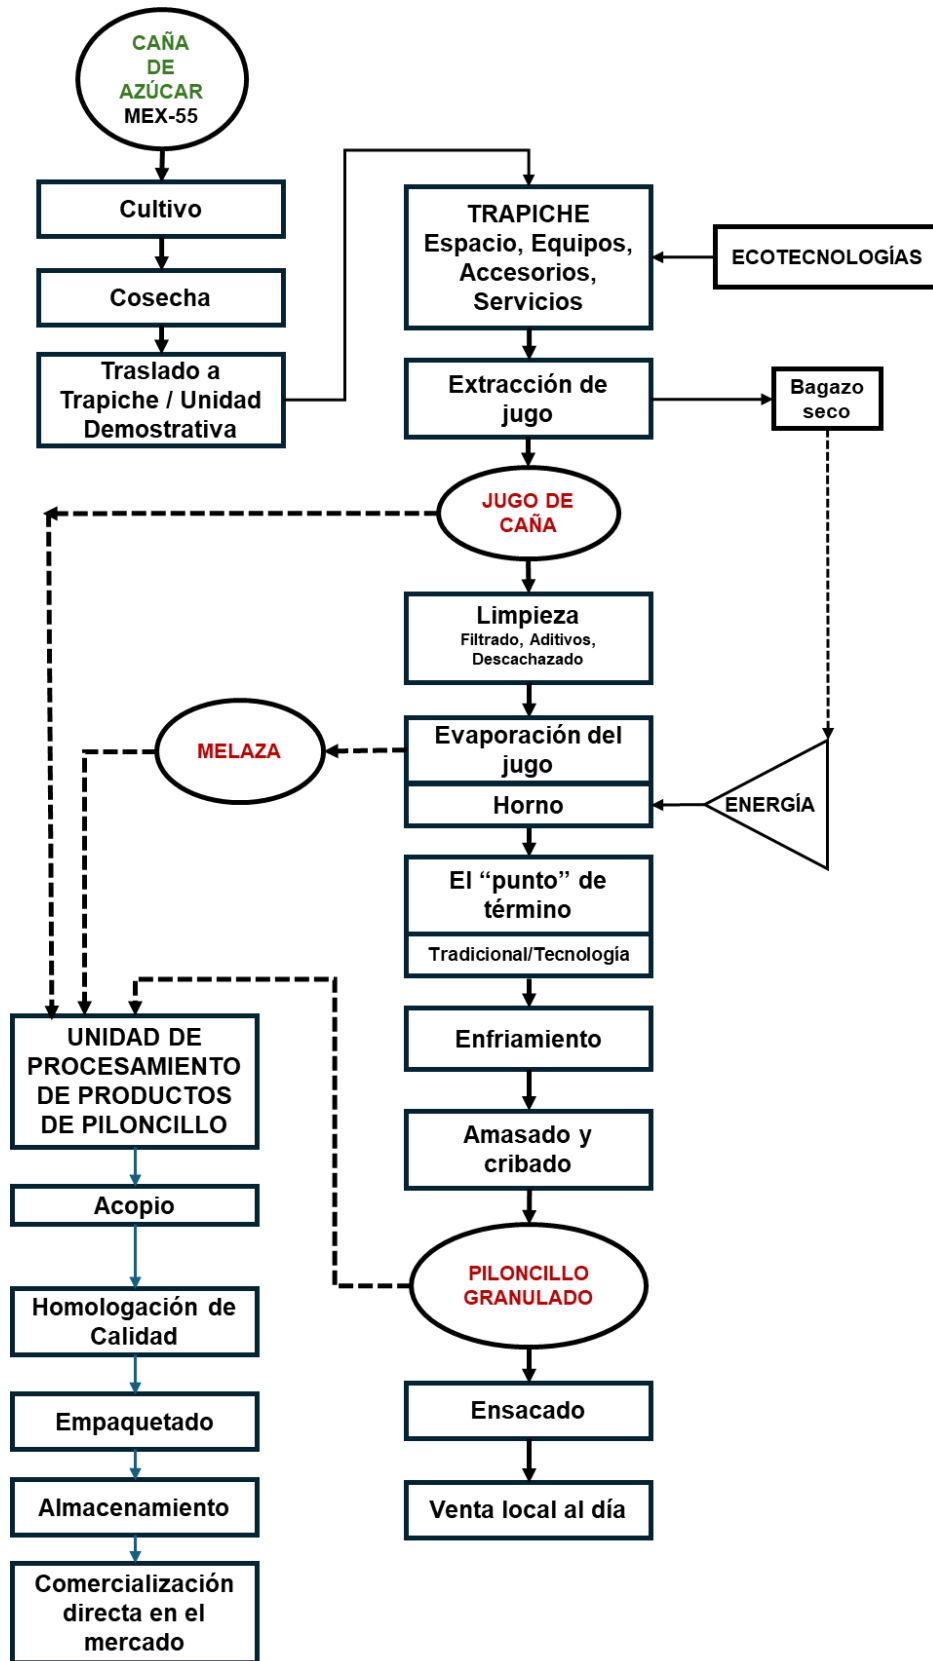 CAÑA
DE
AZÚCAR
MEX-55
Cultivo
Cosecha
Traslado a
Trapiche / Unidad
Demostrativa
TRAPICHE
Espacio, Equipos,
Accesorios,
Servicios
ECOTECNOLOGÍAS
Extracción de
jugo
Bagazo
seco
JUGO DE
CAÑA
Limpieza
Filtrado, Aditivos,
Descachazado
Evaporación del
jugo
Horno
MELAZA
ENERGÍA
El “punto” de
término
Tradicional/Tecnología
Enfriamiento
Amasado y
cribado
PILONCILLO
GRANULADO
Ensacado
Venta local al día
UNIDAD DE
PROCESAMIENTO
DE PRODUCTOS
DE PILONCILLO
Acopio
Homologación de
Calidad
Empaquetado
Almacenamiento
Comercialización
directa en el
mercado